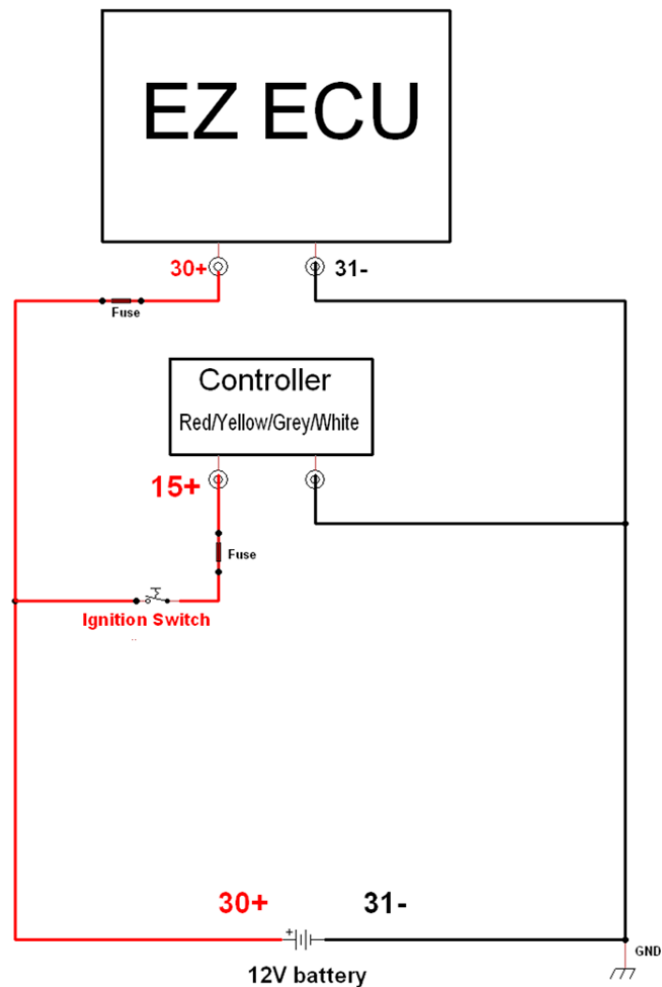 EZ ECU
30+
31-
Fuse
Controller
Red/Yellow/Grey/White
15+
Fuse
Ignition Switch
30+
31-
GND
12V battery